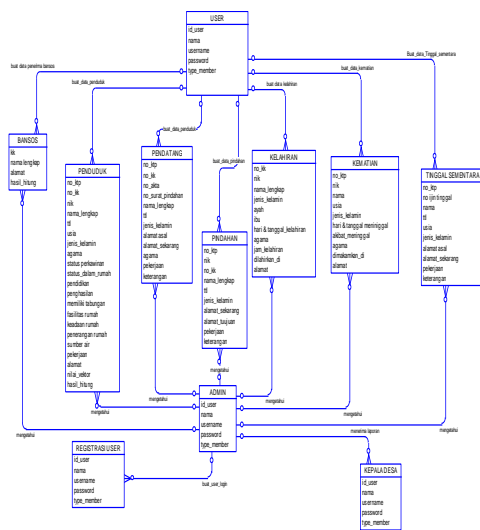 USER
id_user
nama
username
password
type_member
buat data penerima bansos
buat_data_penduduk
buat_data_penduduk
buat_data_pindahan
buat data kelahiran
buat_data_kematian
Buat_data_Tinggal_sementara
BANSOS
kk
nama lengkap
alamat
hasil_hitung
PENDUDUK
no_ktp
no_kk
nik
nama_lengkap
ttl
usia
jenis_kelamin
agama
status perkawinan
status_dalam_rumah
pendidikan
penghasilan
memiliki tabungan
fasilitas rumah
keadaan rumah
penerangan rumah
sumber air
pekerjaan
alamat
nilai_vektor
hasil_hitung
PENDATANG
no_ktp
no_kk
no_akta
no_surat_pindahan
nama_lengkap
ttl
jenis_kelamin
alamat asal
alamat_sekarang
agama
pekerjaan
keterangan
PINDAHAN
no_ktp
nik
no_kk
nama_lengkap
ttl
jenis_kelamin
alamat_sekarang
alamat_tuujuan
pekerjaan
keterangan
KELAHIRAN
no_kk
nik
nama_lengkap
jenis_kelamin
ayah
ibu
hari & tanggal_kelahiran
agama
jam_kelahiran
dilahirkan_di
alamat
KEMATIAN
no_ktp
nik
nama
usia
jenis_kelamin
hari & tanggal meninggal
akibat_meninggal
agama
dimakamkan_di
alamat
TINGGAL SEMENTARA
no_ktp
no ijin tinggal
nama
ttl
usia
jenis_kelamin
alamat asal
alamat_sekarang
pekerjaan
keterangan
mengetahui
mengetahui
mengetahui
mengetahui
mengetahui
mengetahui
mengetahui
ADMIN
id_user
nama
username
password
type_member
menerima laporan
buat_user_login
REGISTRASI USER
id_user
nama
username
password
type_member
KEPALA DESA
id_user
nama
username
password
type_member